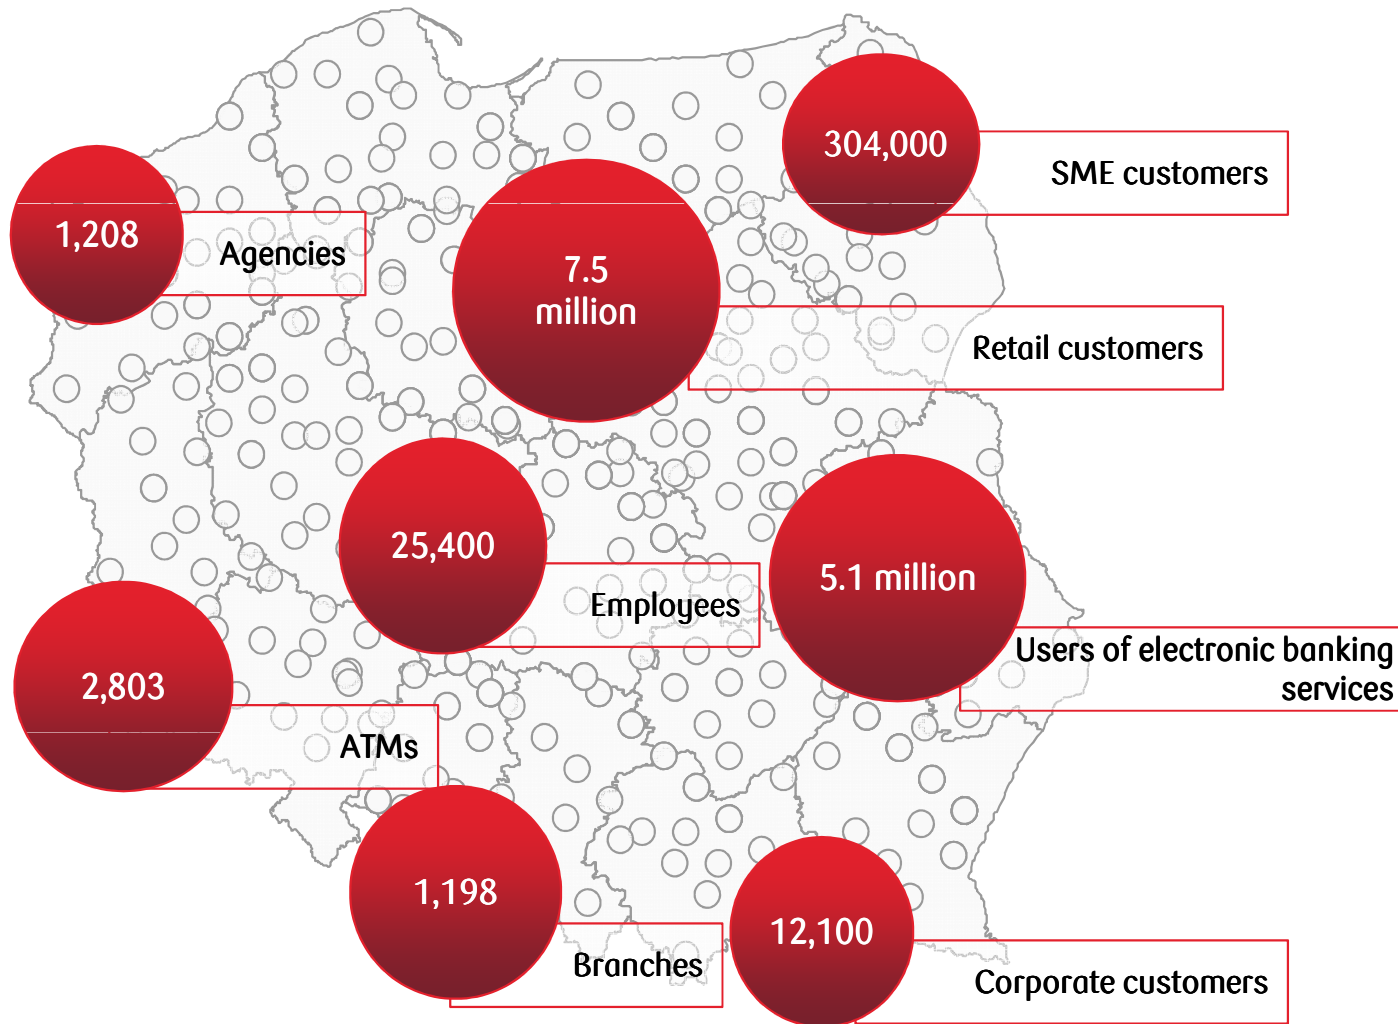 304,000
SME customers
1,208
Agencies
7.5
million
Retail customers
25,400
Employees
5.1 million
Users of electronic banking
services
2,803
ATMs
1,198
Branches
12,100
Corporate customers